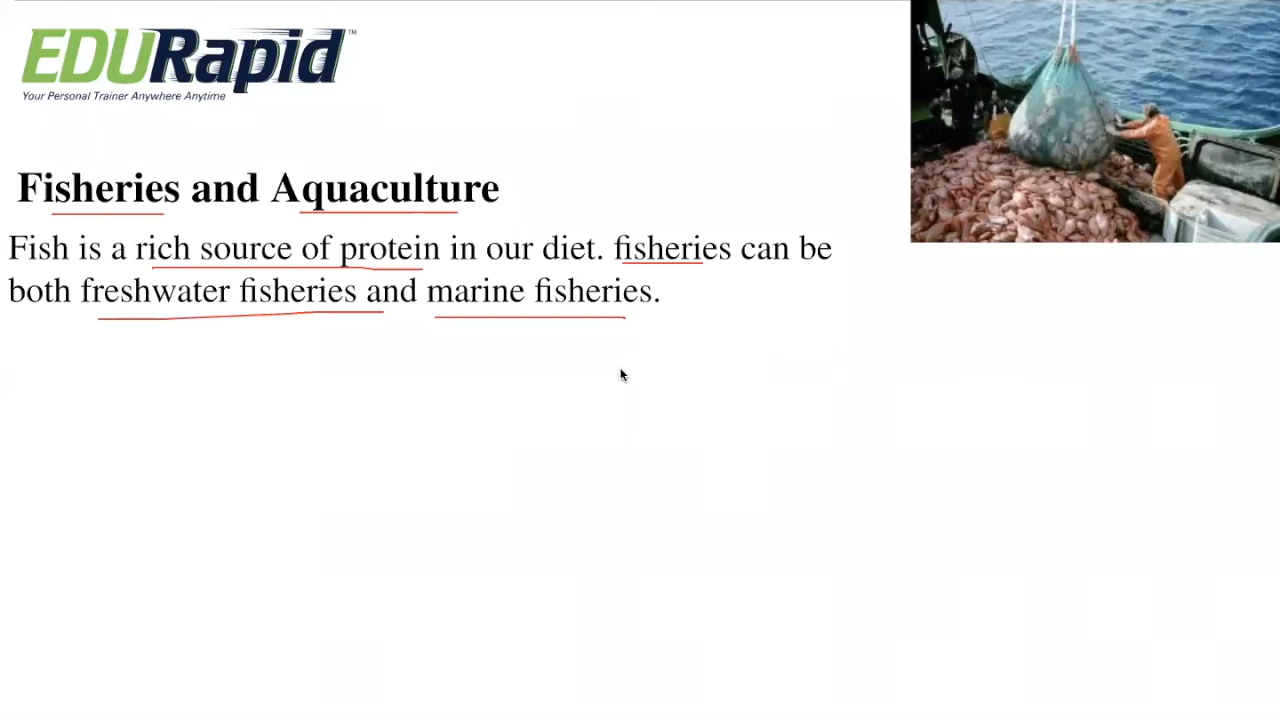 EDURapid™
Your Personal Trainer Anywhere Anytime
Fisheries and Aquaculture
Fish is a rich source of protein in our diet. fisheries can be
both freshwater fisheries and marine fisheries.